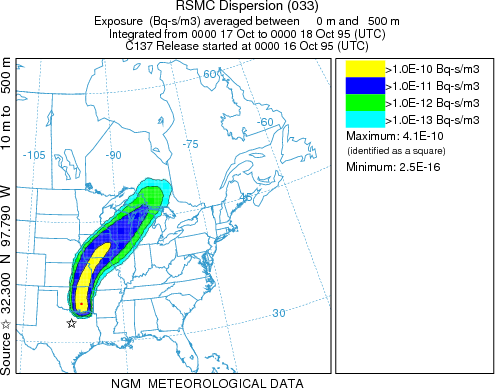 RSMC Dispersion (033)
Exposure (Bq-s/m3) averaged between 0 m and 500 m
Integrated from 0000 17 Oct to 0000 18 Oct 95 (UTC)
C137 Release started at 0000 16 Oct 95 (UTC)
Source ☆ 32.300 N 97.790 W 10 m to 500 m
-105
-90
-75
-60
60
45
30
>1.0E-10 Bq-s/m3
>1.0E-11 Bq-s/m3
>1.0E-12 Bq-s/m3
>1.0E-13 Bq-s/m3
Maximum: 4.1E-10
(identified as a square)
Minimum: 2.5E-16
NGM METEOROLOGICAL DATA